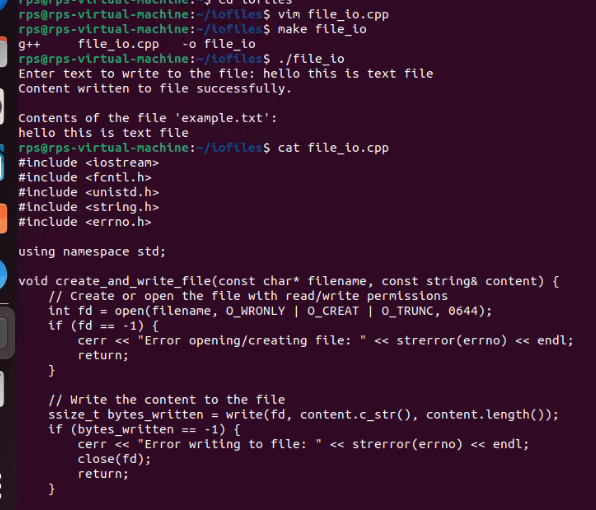 rps@rps-virtual-machine:~$ cd iofiles
rps@rps-virtual-machine:~/iofiles$ vim file_io.cpp
rps@rps-virtual-machine:~/iofiles$ make file_io
g++     file_io.cpp   -o file_io
rps@rps-virtual-machine:~/iofiles$ ./file_io
Enter text to write to the file: hello this is text file
Content written to file successfully.

Contents of the file 'example.txt':
hello this is text file
rps@rps-virtual-machine:~/iofiles$ cat file_io.cpp
#include <iostream>
#include <fcntl.h>
#include <unistd.h>
#include <string.h>
#include <errno.h>

using namespace std;

void create_and_write_file(const char* filename, const string& content) {
    // Create or open the file with read/write permissions
    int fd = open(filename, O_WRONLY | O_CREAT | O_TRUNC, 0644);
    if (fd == -1) {
        cerr << "Error opening/creating file: " << strerror(errno) << endl;
        return;
    }

    // Write the content to the file
    ssize_t bytes_written = write(fd, content.c_str(), content.length());
    if (bytes_written == -1) {
        cerr << "Error writing to file: " << strerror(errno) << endl;
        close(fd);
        return;
    }